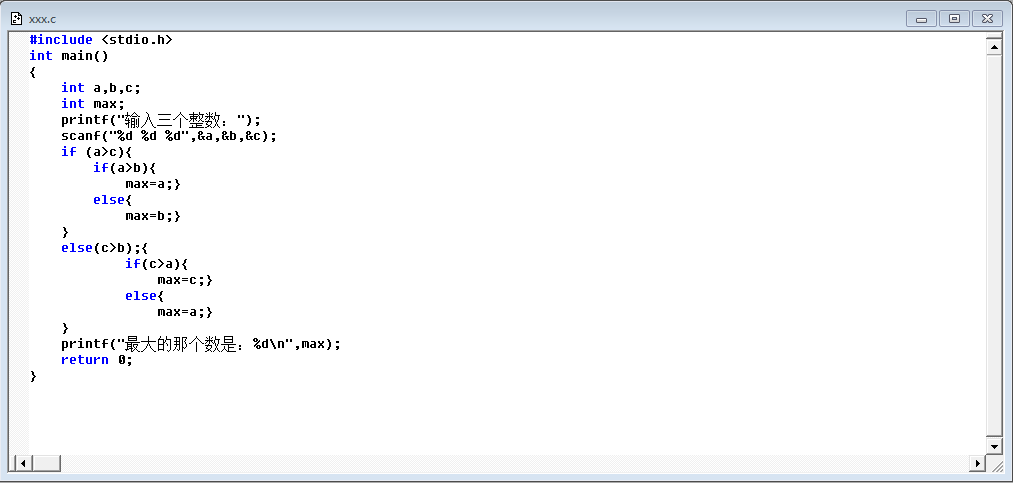 xxx.c
#include <stdio.h>
int main()
{
    int a,b,c;
    int max;
    printf("输入三个整数：");
    scanf("%d %d %d",&a,&b,&c);
    if (a>c){
        if(a>b){
            max=a;}
        else{
            max=b;}
    }
    else(c>b);{
            if(c>a){
                max=c;}
            else{
                max=a;}
    }
    printf("最大的那个数是：%d\n",max);
    return 0;
}